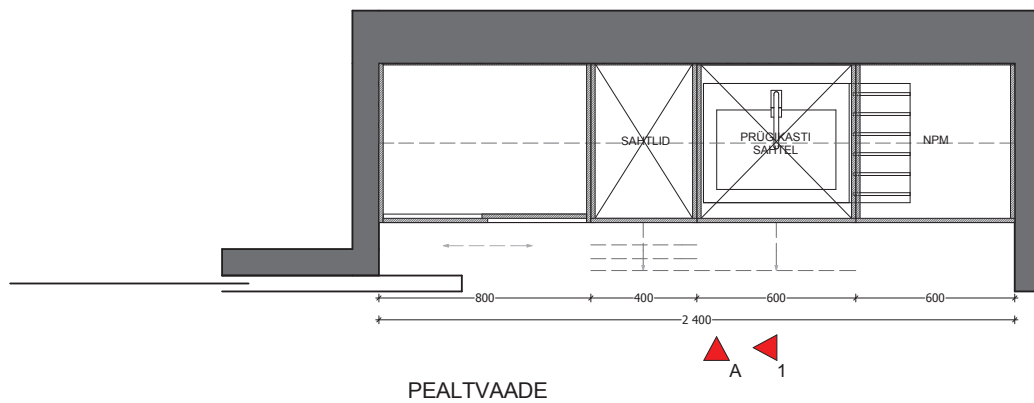 SAHTLID
PRÜGIKASTI
SAHTEL
NPM
800
400
600
600
2 400
A
1
PEALTVAADE